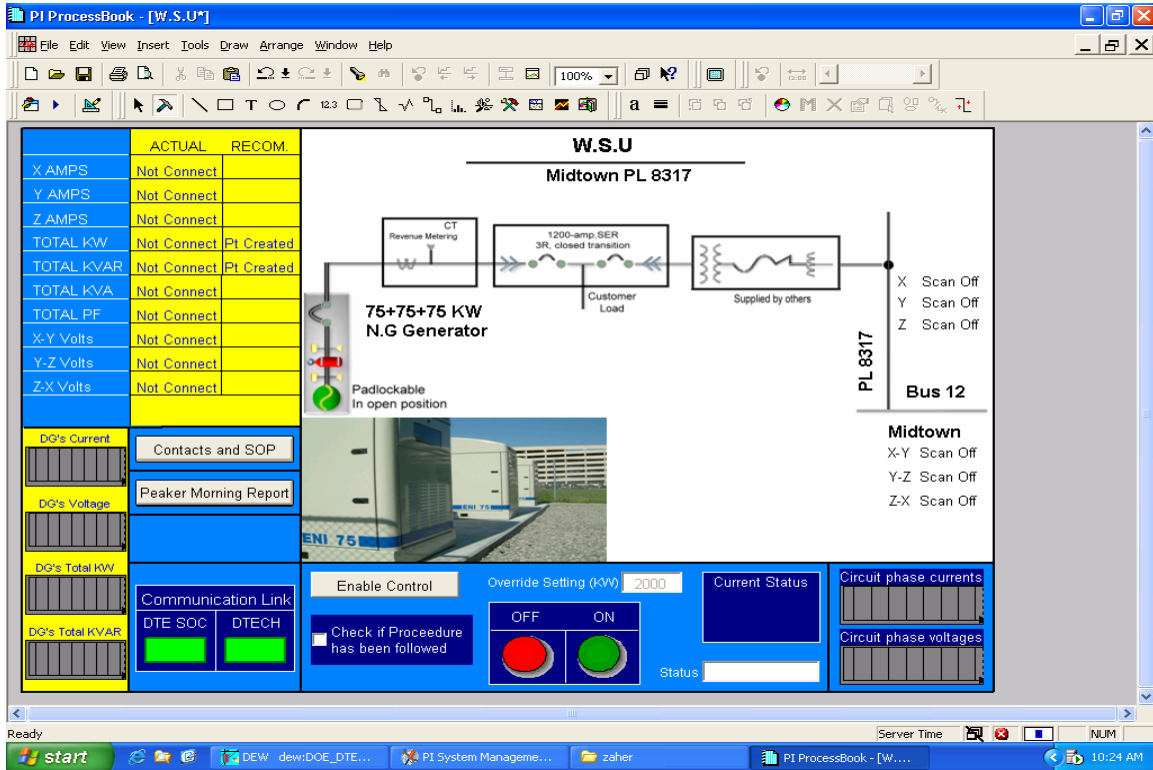 PI ProcessBook - [W.S.U*]
File Edit View Insert Tools Draw Arrange Window Help
100%
T 123 a
ACTUAL RECOM.
X AMPS Not Connect
Y AMPS Not Connect
Z AMPS Not Connect
TOTAL KW Not Connect Pt Created
TOTAL KVAR Not Connect Pt Created
TOTAL KVA Not Connect
TOTAL PF Not Connect
X-Y Volts Not Connect
Y-Z Volts Not Connect
Z-X Volts Not Connect
W.S.U
Midtown PL 8317
CT
Revenue Metering
1200-amp,SER
3R, closed transition
Customer
Load
Supplied by others
75+75+75 KW
N.G Generator
Padlockable
In open position
X Scan Off
Y Scan Off
Z Scan Off
PL 8317
Bus 12
Midtown
X-Y Scan Off
Y-Z Scan Off
Z-X Scan Off
ENI 75
ENI 75
DG's Current
DG's Voltage
DG's Total KW
DG's Total KVAR
Contacts and SOP
Peaker Morning Report
Communication Link
DTE SOC DTECH
Enable Control
Check if Proceedure
has been followed
Override Setting (KW) 2000
OFF ON
Current Status
Status
Circuit phase currents
Circuit phase voltages
Ready Server Time NUM
start DEW dew:DOE_DTE... PI System Manageme... zaher PI ProcessBook - [W.... 10:24 AM